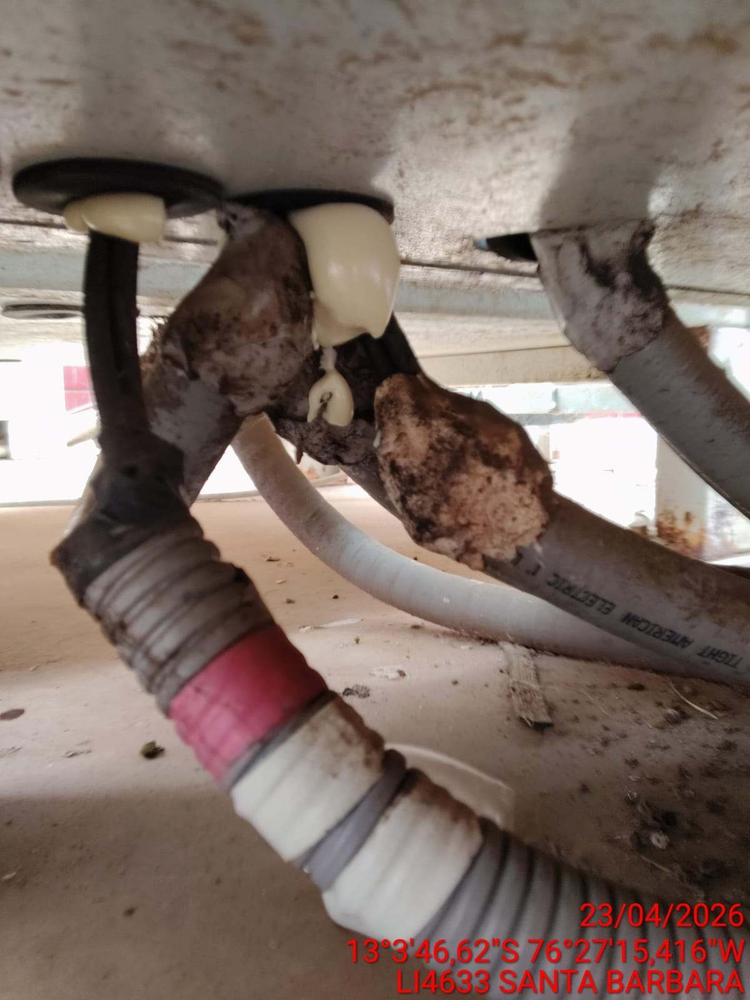 TIGHT AMERICAN ELECTRIC
23/04/2026
13°3'46,62"S 76°27'15,416"W
LI4633 SANTA BARBARA